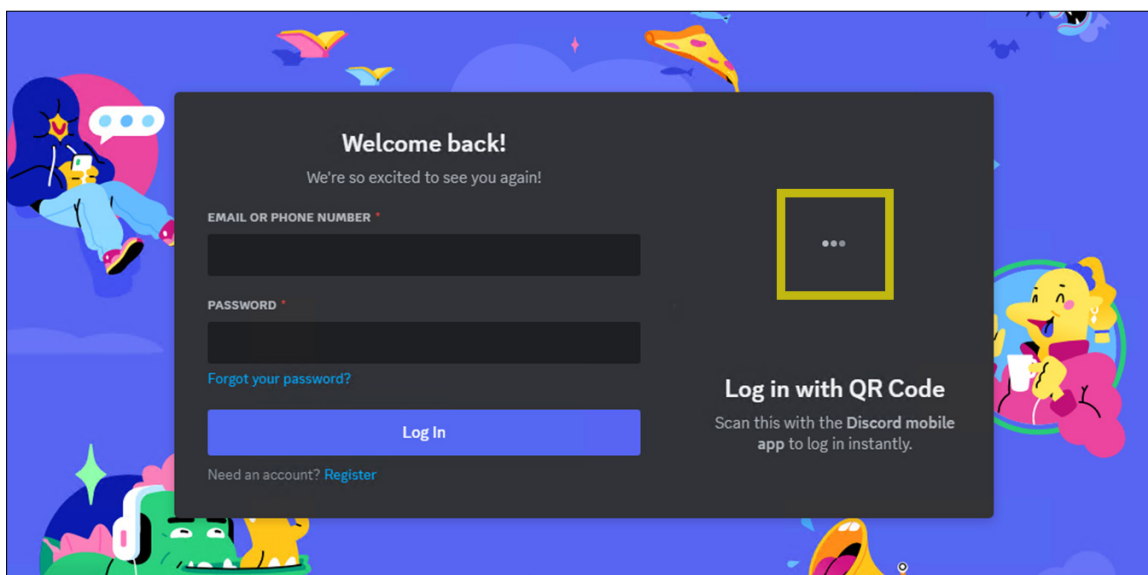 Welcome back!
We're so excited to see you again!
EMAIL OR PHONE NUMBER *
PASSWORD *
Forgot your password?
Log In
Need an account? Register
Log in with QR Code
Scan this with the Discord mobile
app to log in instantly.